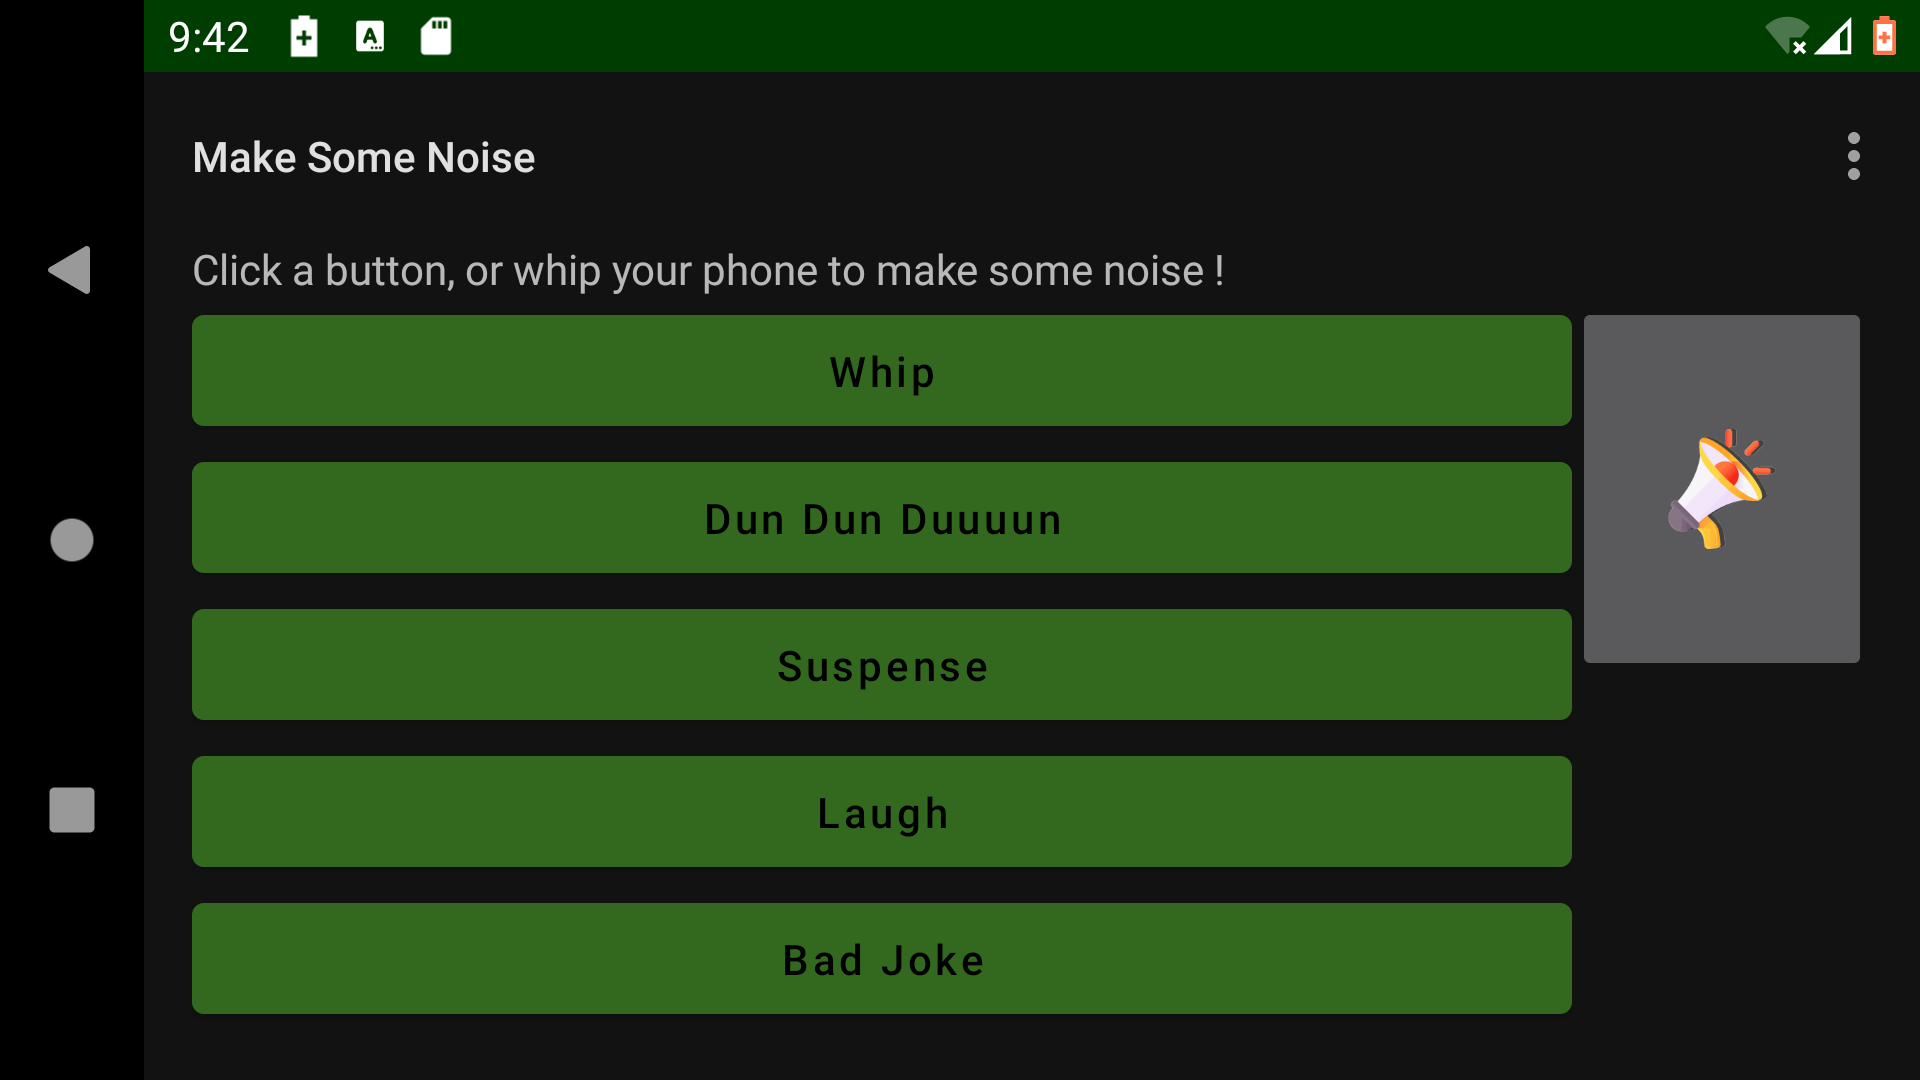 9:42
Make Some Noise
Click a button, or whip your phone to make some noise !
Whip
Dun Dun Duuuun
Suspense
Laugh
Bad Joke